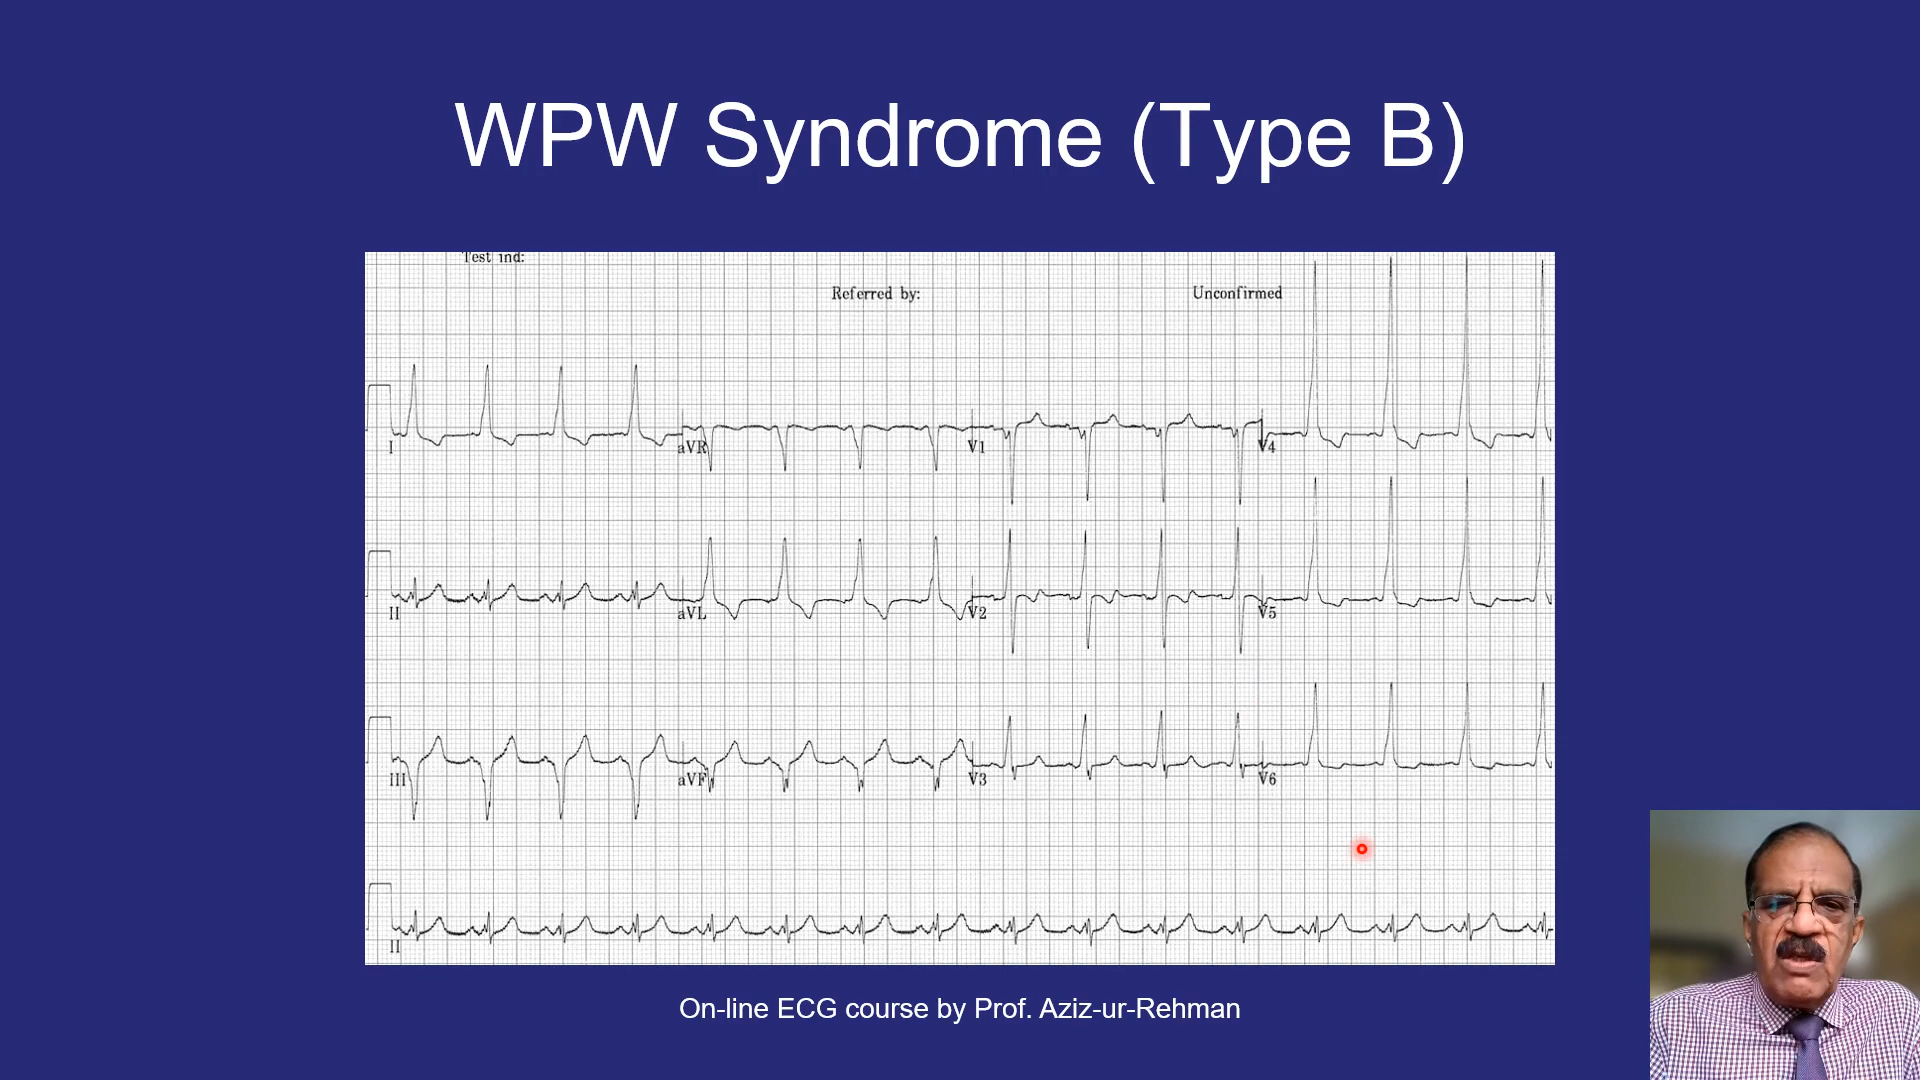 WPW Syndrome (Type B)
Test ind:
Referred by:
Unconfirmed
I
aVR
V1
V4
II
aVL
V2
V5
III
aVF
V3
V6
II
On-line ECG course by Prof. Aziz-ur-Rehman